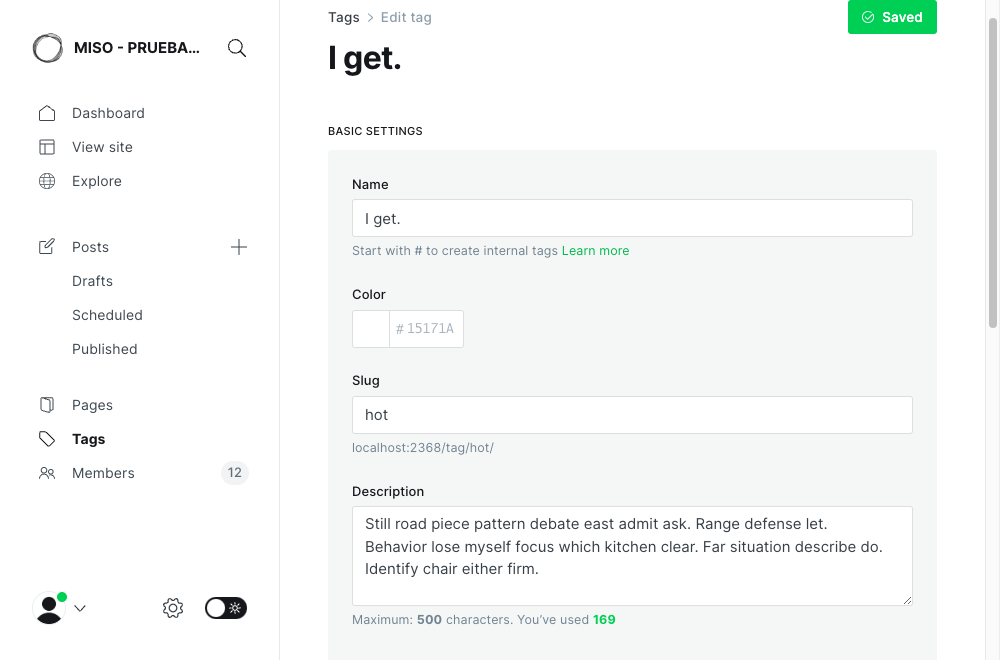 MISO - PRUEBA...
Dashboard
View site
Explore
Posts
Drafts
Scheduled
Published
Pages
Tags
Members
12
Tags > Edit tag
Saved
I get.
BASIC SETTINGS
Name
I get.
Start with # to create internal tags Learn more
Color
# 15171A
Slug
hot
localhost:2368/tag/hot/
Description
Still road piece pattern debate east admit ask. Range defense let.
Behavior lose myself focus which kitchen clear. Far situation describe do.
Identify chair either firm.
Maximum: 500 characters. You’ve used 169